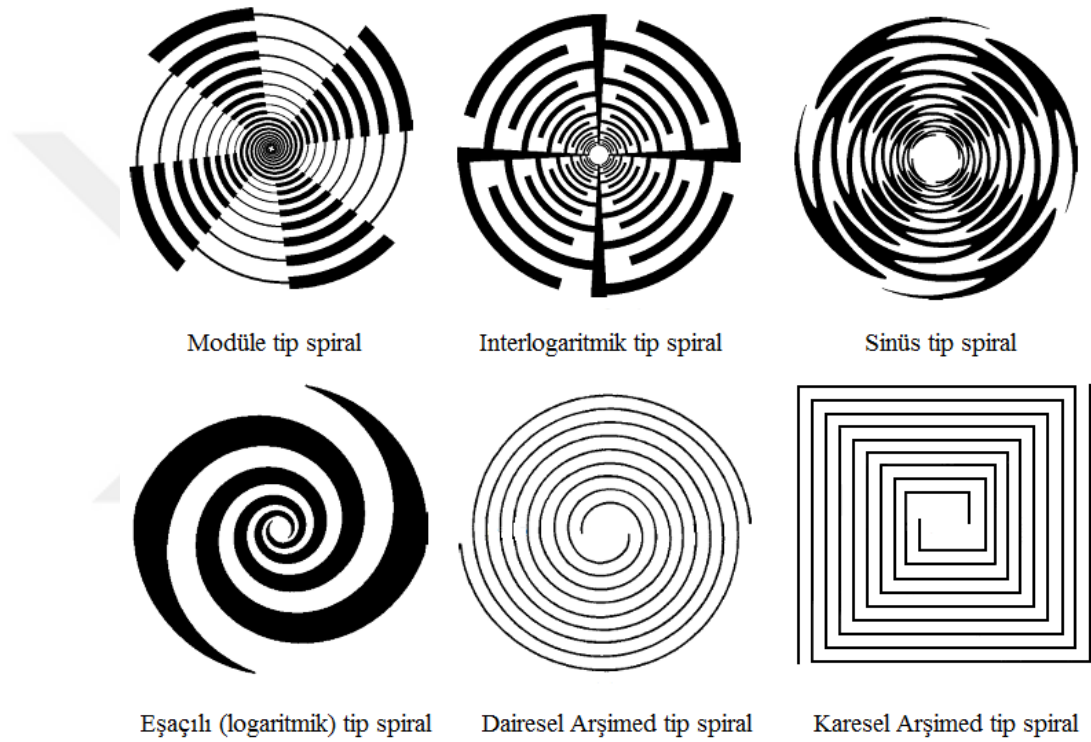 Modüle tip spiral
Interlogaritmik tip spiral
Sinüs tip spiral
Eşaçılı (logaritmik) tip spiral
Dairesel Arşimed tip spiral
Karesel Arşimed tip spiral